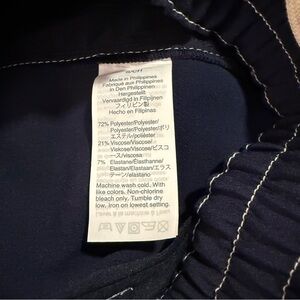 Made in Philippines
Fabriqué aux Philippines
In Den Philippinen
Hergestellt
Vervaardigd in Filipijnen
フィリピン製
Hecho en Filipinas
72% Polyester/Polyester/
Polyester/Polyester/ポリ
エステル/poliéster
21% Viscose/Viscose/
Viskose/Viscose/ビスコ
ース/viscosa
7% Elastane/Élasthanne/
Elastan/Elastaan/エラス
テーン/elastano
Machine wash cold. With
like colors. Non-chlorine
bleach only. Tumble dry
low. Iron on lowest setting.